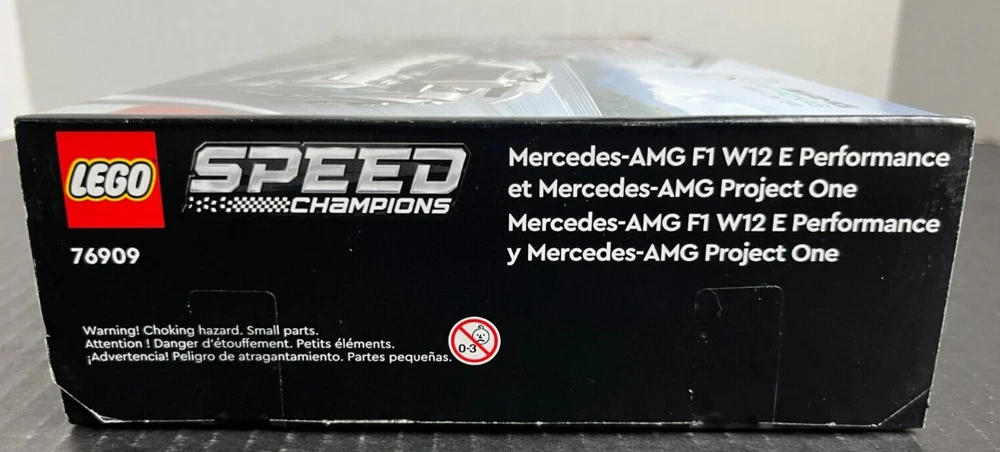 LEGO
SPEED
CHAMPIONS
76909
Mercedes-AMG F1 W12 E Performance
et Mercedes-AMG Project One
Mercedes-AMG F1 W12 E Performance
y Mercedes-AMG Project One
Warning! Choking hazard. Small parts.
Attention ! Danger d'étouffement. Petits éléments.
¡Advertencia! Peligro de atragantamiento. Partes pequeñas.
0-3